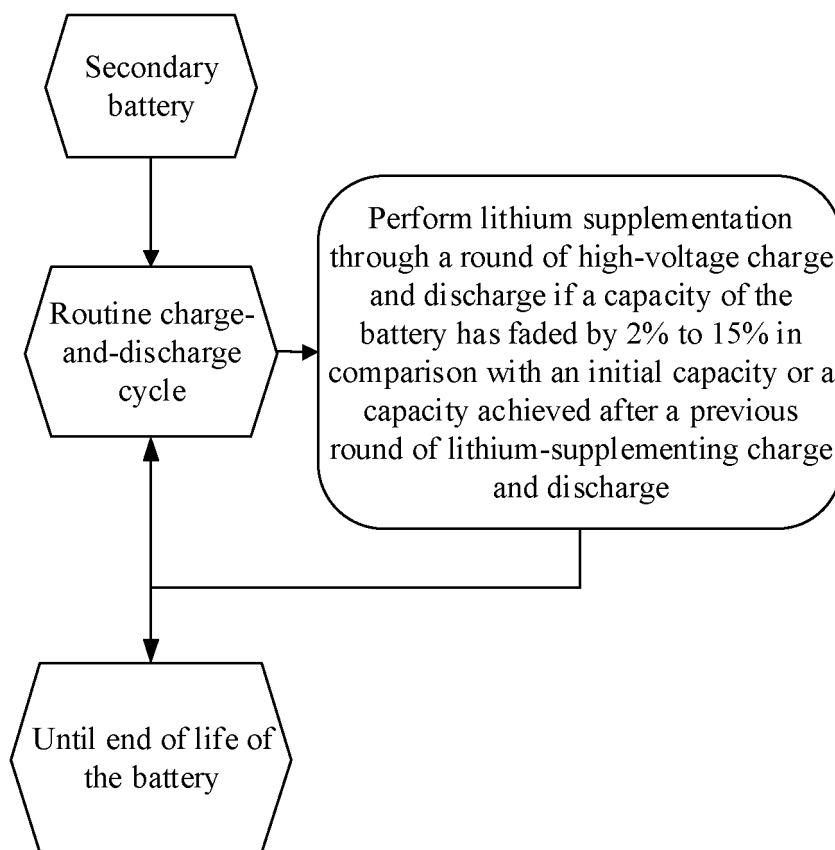 Secondary
battery
Routine charge-
and-discharge
cycle
Perform lithium supplementation
through a round of high-voltage charge
and discharge if a capacity of the
battery has faded by 2% to 15% in
comparison with an initial capacity or a
capacity achieved after a previous
round of lithium-supplementing charge
and discharge
Until end of life of
the battery